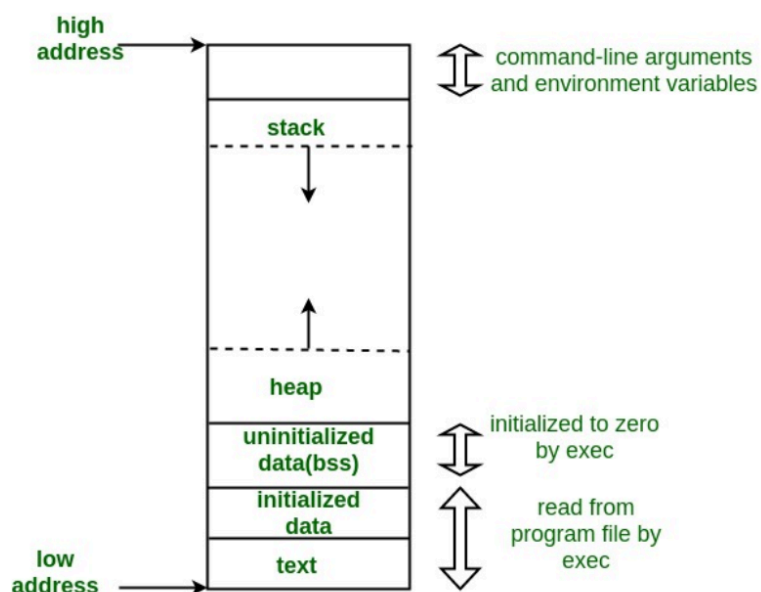 high
address
command-line arguments
and environment variables
stack
heap
uninitialized
data(bss)
initialized to zero
by exec
initialized
data
read from
program file by
exec
text
low
address